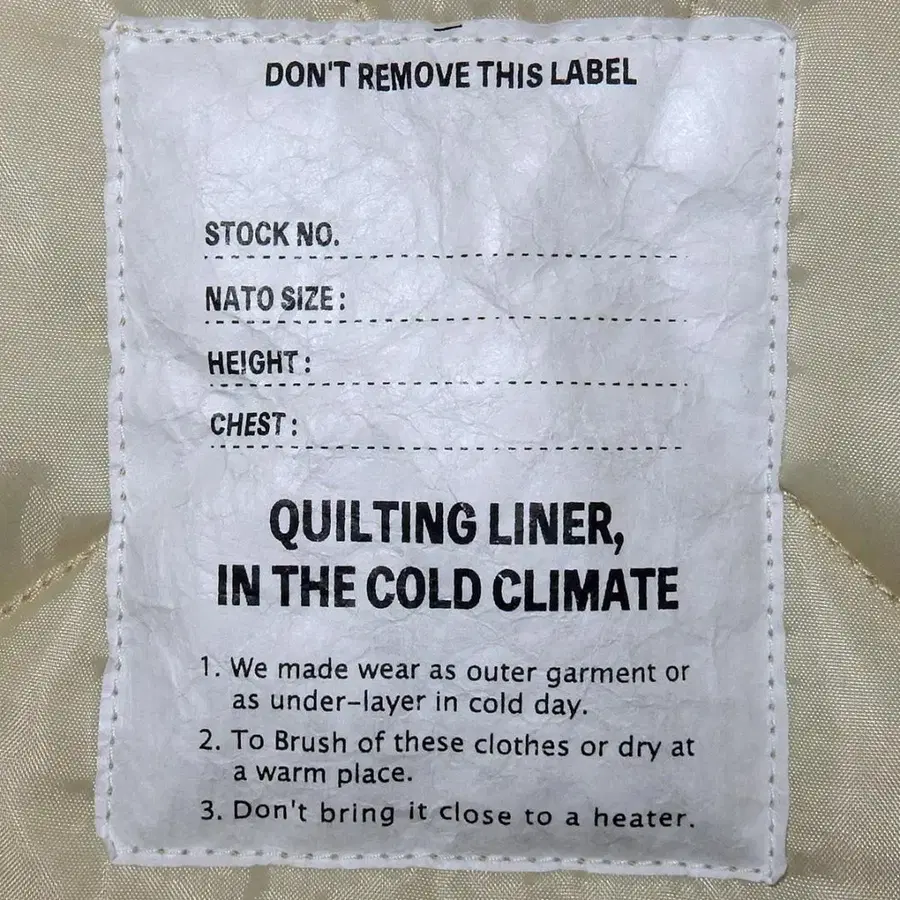 DON'T REMOVE THIS LABEL
STOCK NO.
NATO SIZE :
HEIGHT :
CHEST :
QUILTING LINER,
IN THE COLD CLIMATE
1. We made wear as outer garment or
as under-layer in cold day.
2. To Brush of these clothes or dry at
a warm place.
3. Don't bring it close to a heater.